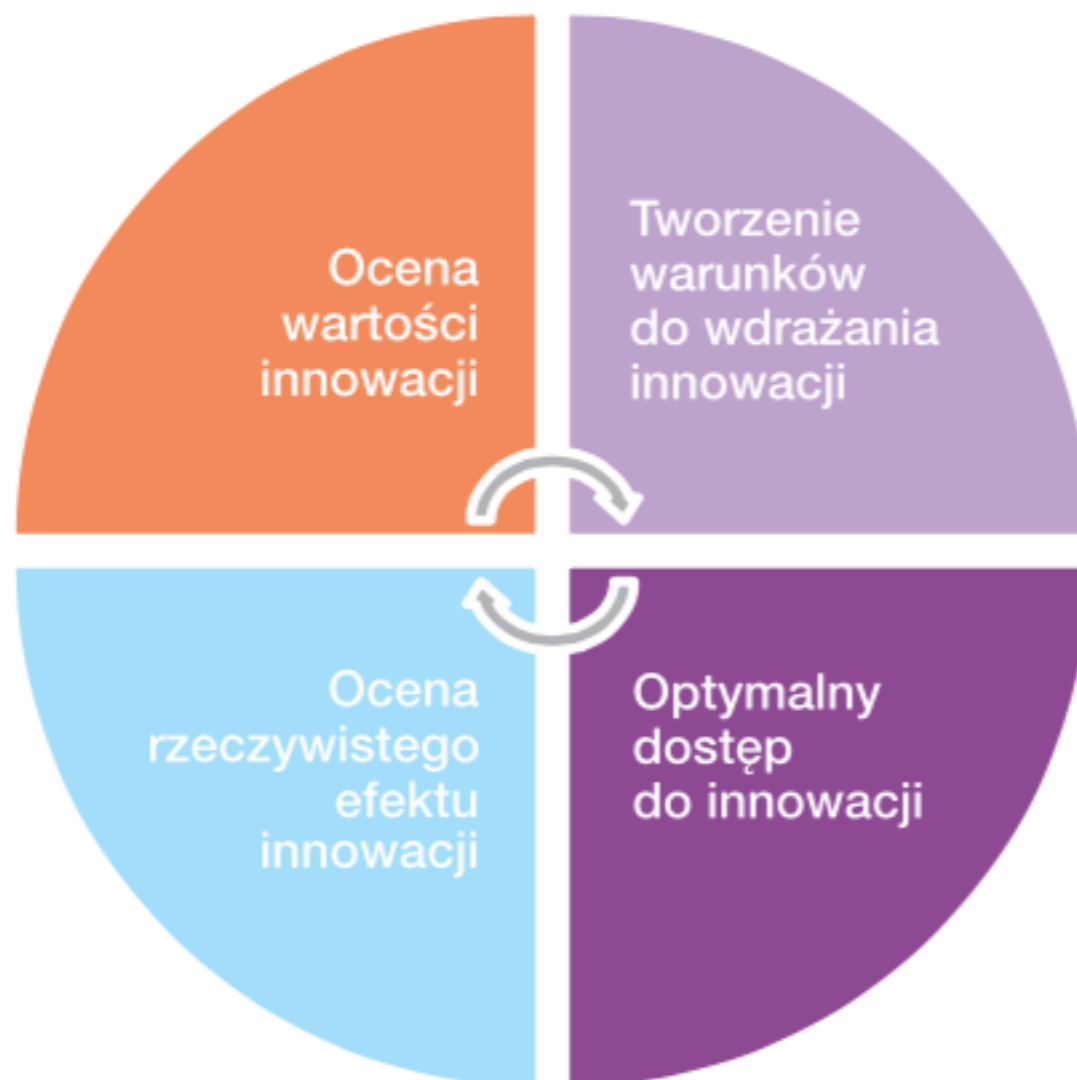 Ocena
wartości
innowacji
Tworzenie
warunków
do wdrażania
innowacji
Ocena
rzeczywistego
efektu
innowacji
Optymalny
dostęp
do innowacji